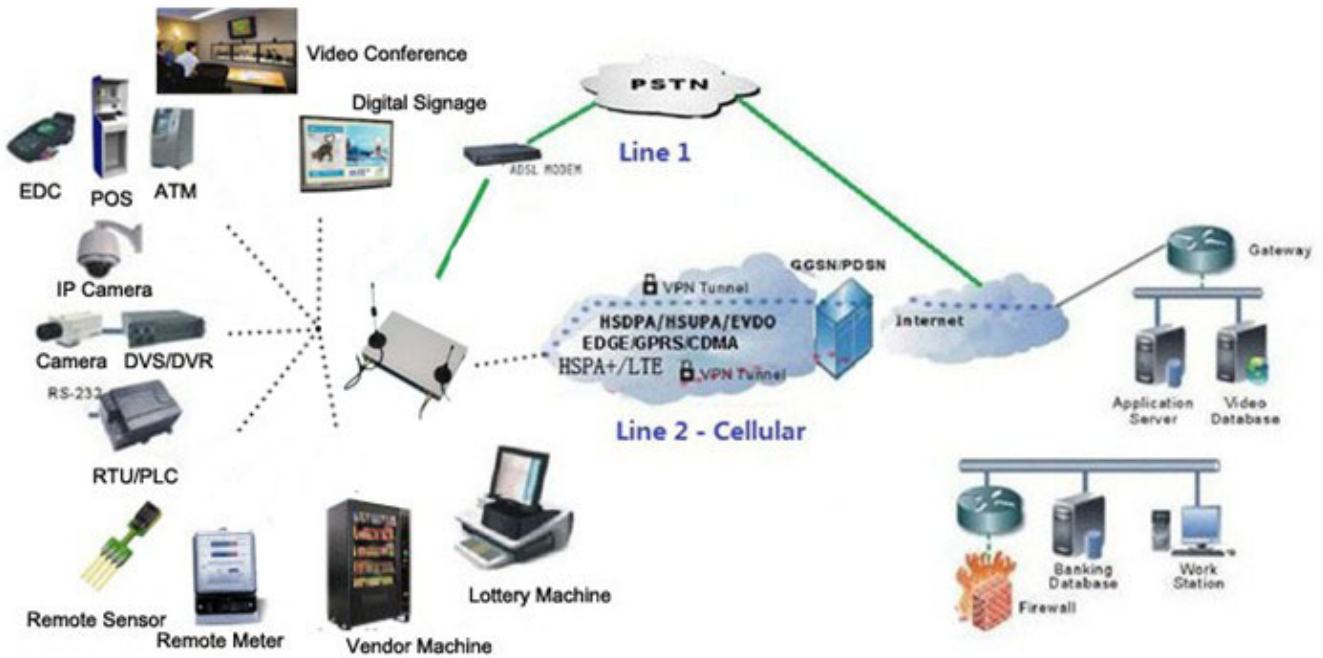 Video Conference
Digital Signage
EDC
POS
ATM
PSTN
Line 1
ADSL MODEM
IP Camera
Camera
DVS/DVR
RS-232
RTU/PLC
GGSN/PDSN
VPN Tunnel
HSDPA/HSUPA/EVDO
EDGE/GPRS/CDMA
HSPA+/LTE
VPN Tunnel
Line 2 - Cellular
Internet
Gateway
Application
Server
Video
Database
Remote Sensor
Remote Meter
Vendor Machine
Lottery Machine
Banking
Database
Work
Station
Firewall